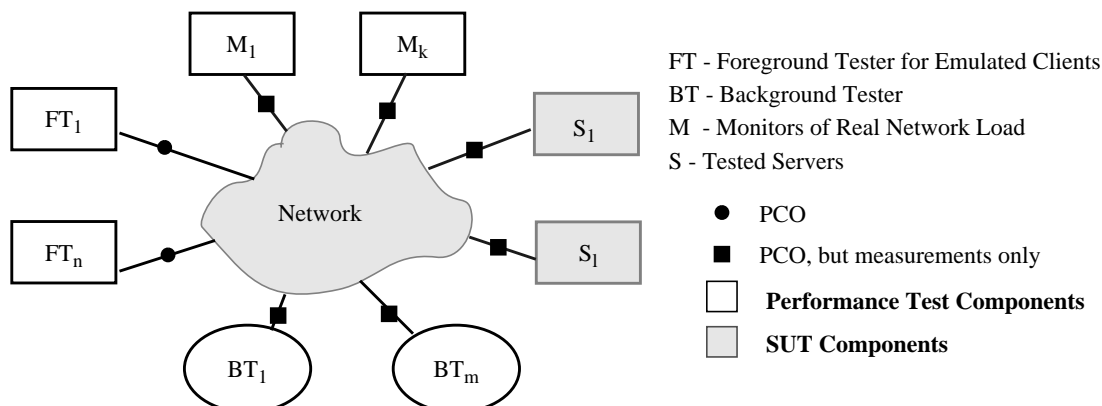 M1
Mk
FT1
S1
Network
FTn
Sl
BT1
BTm
FT - Foreground Tester for Emulated Clients
BT - Background Tester
M - Monitors of Real Network Load
S - Tested Servers
PCO
PCO, but measurements only
Performance Test Components
SUT Components